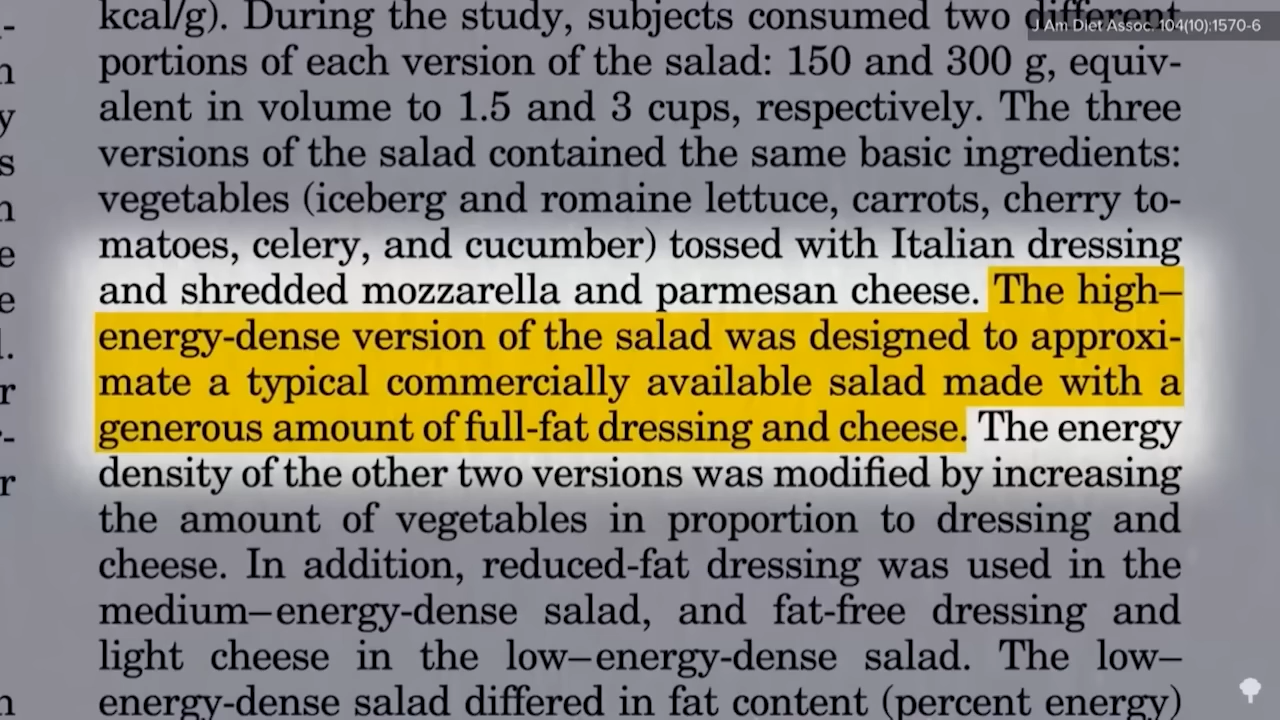 kcal/g). During the study, subjects consumed two different
J Am Diet Assoc. 104(10):1570-6
portions of each version of the salad: 150 and 300 g, equiv-
alent in volume to 1.5 and 3 cups, respectively. The three
versions of the salad contained the same basic ingredients:
vegetables (iceberg and romaine lettuce, carrots, cherry to-
matoes, celery, and cucumber) tossed with Italian dressing
and shredded mozzarella and parmesan cheese. The high–
energy-dense version of the salad was designed to approxi-
mate a typical commercially available salad made with a
generous amount of full-fat dressing and cheese. The energy
density of the other two versions was modified by increasing
the amount of vegetables in proportion to dressing and
cheese. In addition, reduced-fat dressing was used in the
medium–energy-dense salad, and fat-free dressing and
light cheese in the low–energy-dense salad. The low–
energy-dense salad differed in fat content (percent energy)